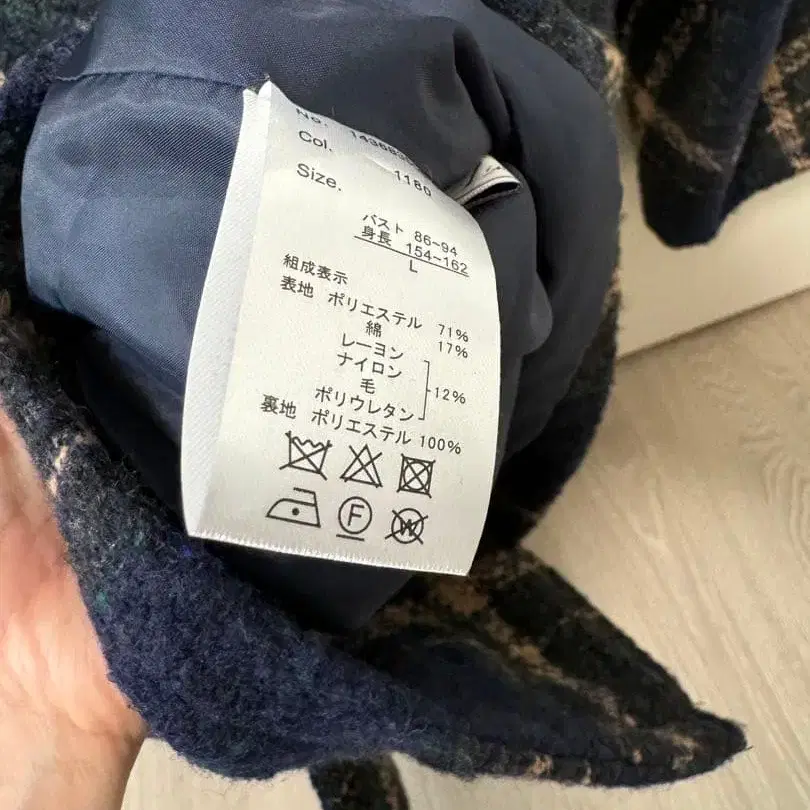 No.
Col. 1180
Size.
バスト 86-94
身長 154-162
L
組成表示
表地 ポリエステル 71%
綿 17%
レーヨン
ナイロン
毛 12%
ポリウレタン
裏地 ポリエステル 100%
F
W